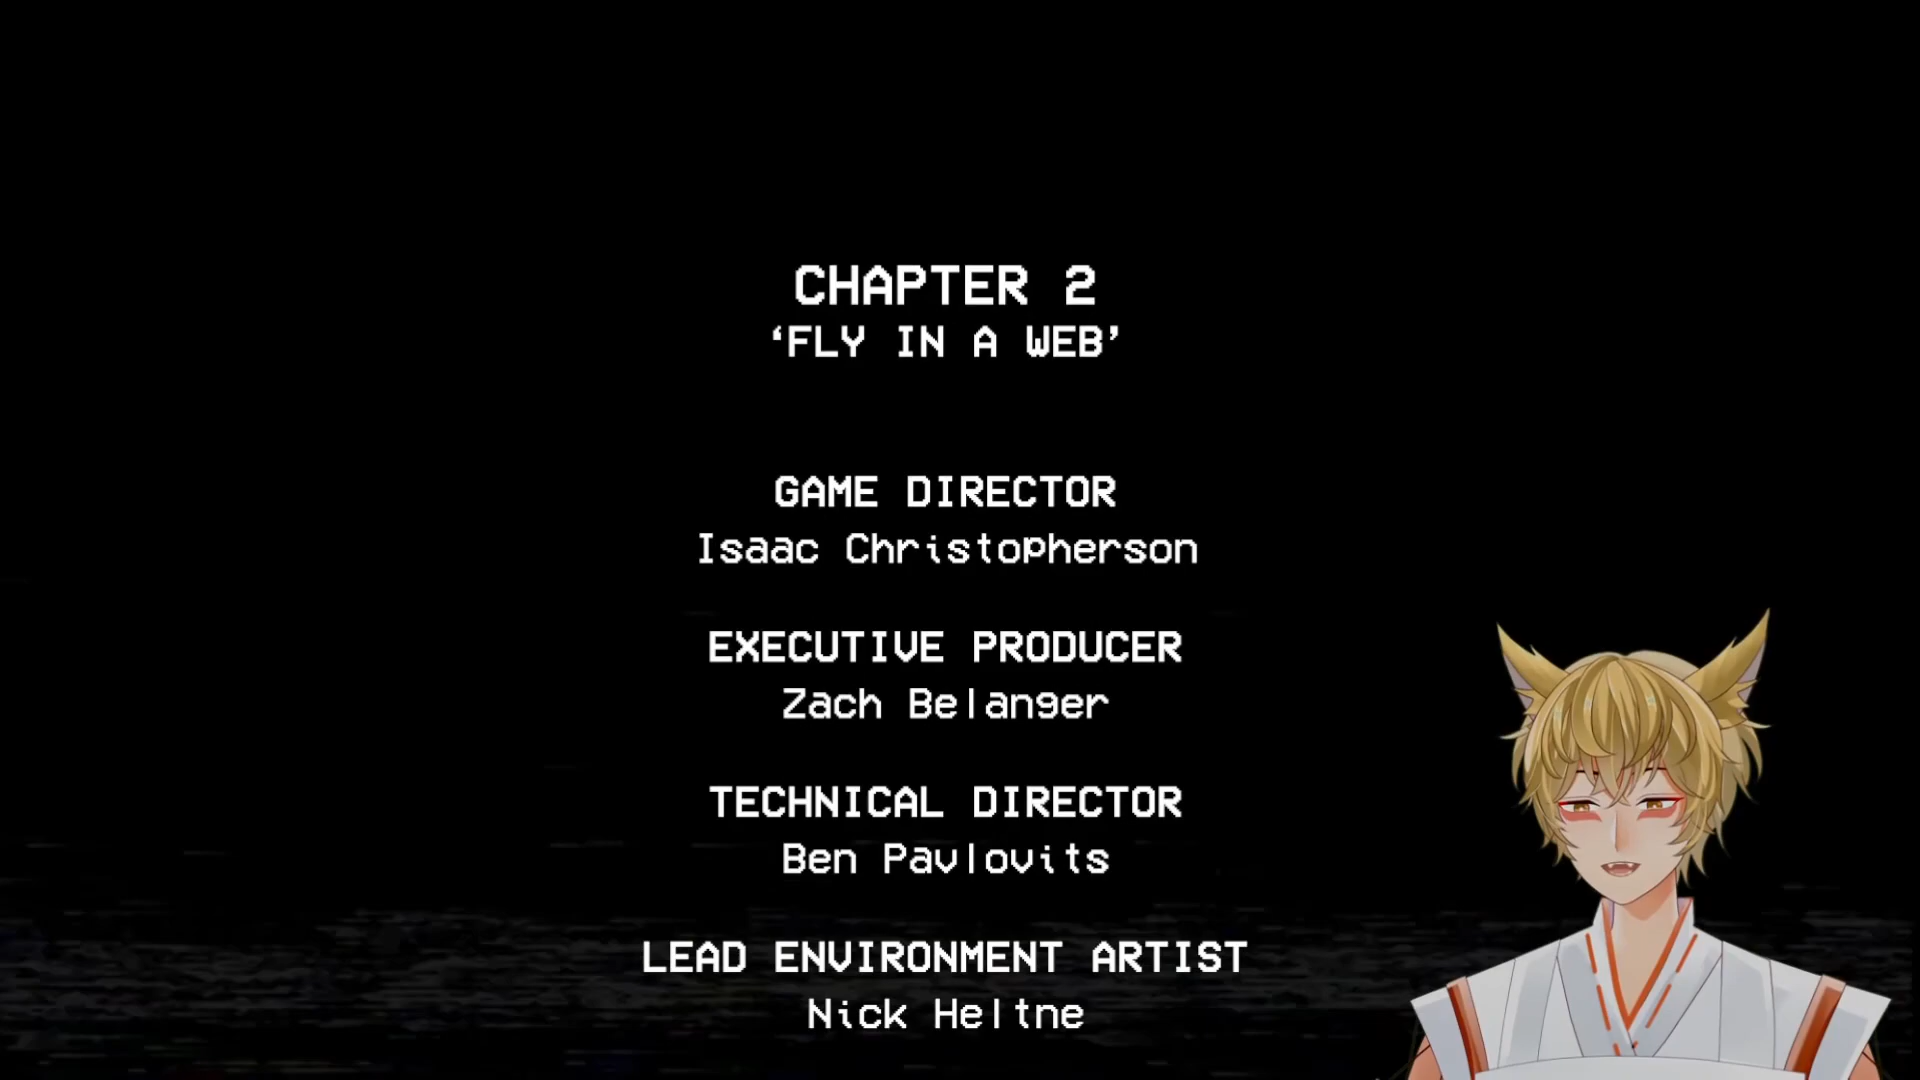 CHAPTER 2
‘FLY IN A WEB’
GAME DIRECTOR
Isaac Christopherson
EXECUTIVE PRODUCER
Zach Belanger
TECHNICAL DIRECTOR
Ben Pavlovits
LEAD ENVIRONMENT ARTIST
Nick Heltne